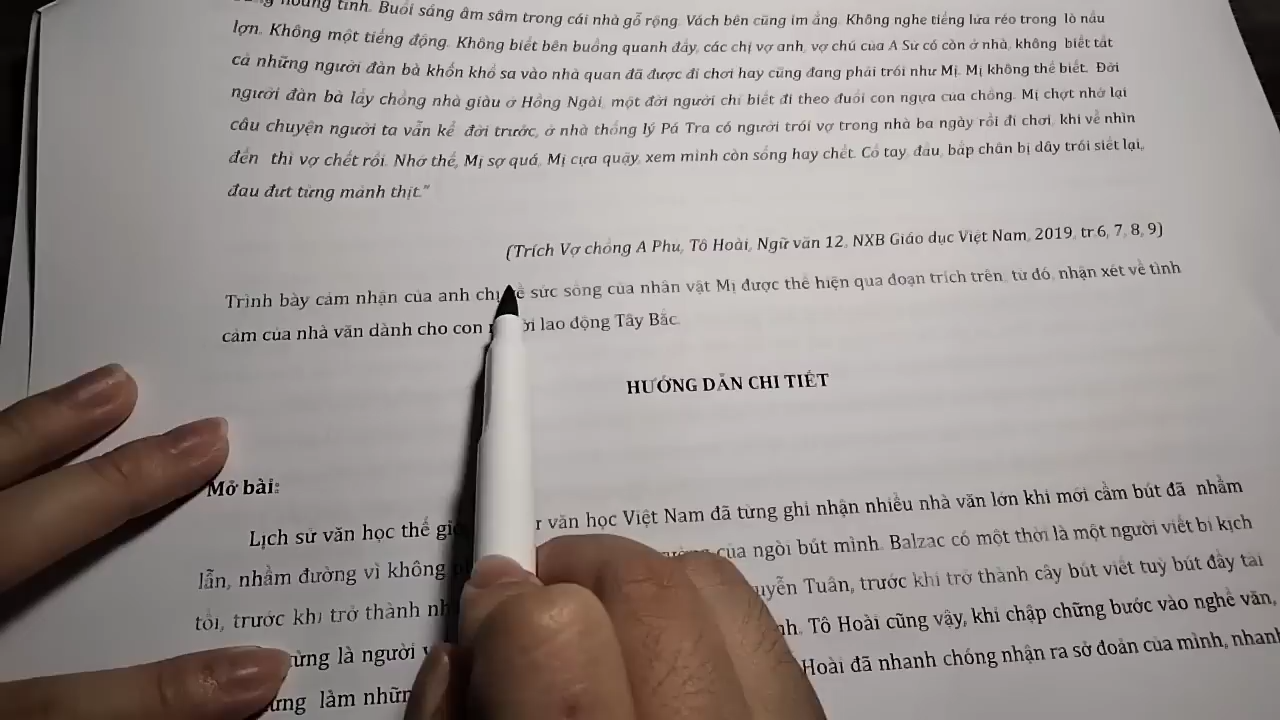 hoảng tỉnh. Buổi sáng âm sâm trong cái nhà gỗ rộng. Vách bên cũng im ắng. Không nghe tiếng lửa réo trong lò nấu
lợn. Không một tiếng động. Không biết bên buồng quanh đấy, các chị vợ anh, vợ chú của A Sử có còn ở nhà, không biết tất
cả những người đàn bà khốn khổ sa vào nhà quan đã được đi chơi hay cũng đang phải trói như Mị. Mị không thể biết. Đời
người đàn bà lấy chồng nhà giàu ở Hồng Ngài, một đời người chỉ biết đi theo đuôi con ngựa của chồng. Mị chợt nhớ lại
câu chuyện người ta vẫn kể đời trước, ở nhà thống lý Pá Tra có người trói vợ trong nhà ba ngày rồi đi chơi, khi về nhìn
đến thì vợ chết rồi. Nhớ thế, Mị sợ quá, Mị cựa quậy, xem mình còn sống hay chết. Cổ tay, đầu, bắp chân bị dây trói siết lại,
đau đứt từng mảnh thịt."
(Trích Vợ chồng A Phủ, Tô Hoài, Ngữ văn 12, NXB Giáo dục Việt Nam, 2019, tr.6, 7, 8, 9)
Trình bày cảm nhận của anh chị về sức sống của nhân vật Mị được thể hiện qua đoạn trích trên, từ đó, nhận xét về tình
cảm của nhà văn dành cho con lao động Tây Bắc.
HƯỚNG DẪN CHI TIẾT
Mở bài:
Lịch sử văn học thế văn học Việt Nam đã từng ghi nhận nhiều nhà văn lớn khi mới cầm bút đã nhầm
lẫn, nhầm đường vì không của ngòi bút mình. Balzac có một thời là một người viết bi kịch
tồi, trước khi trở thành Tuân, trước khi trở thành cây bút viết tuỳ bút đầy tài
từng là người Tô Hoài cũng vậy, khi chập chững bước vào nghề văn,
làm Hoài đã nhanh chóng nhận ra sở đoản của mình,